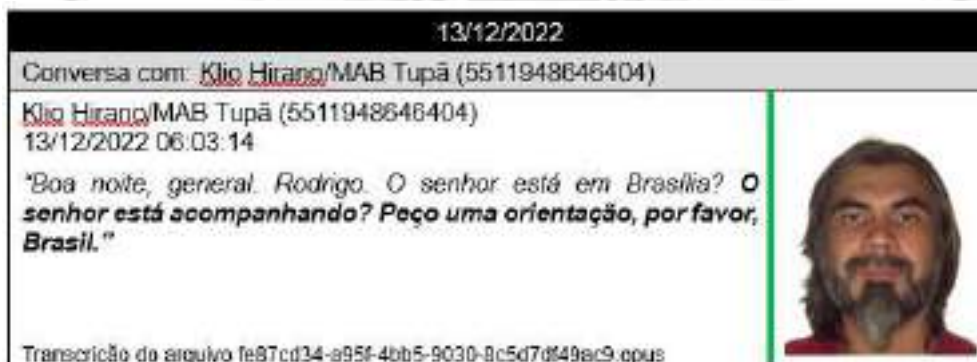 13/12/2022
Conversa com: Klio Hirano/MAB Tupã (5511948646404)
Klio Hirano/MAB Tupã (5511948646404)
13/12/2022 06:03:14
"Boa noite, general. Rodrigo. O senhor está em Brasília? O
senhor está acompanhando? Peço uma orientação, por favor,
Brasil."
Transcrição do arquivo fe87cd34-a95f-4bb5-9030-8c5d7df49ac9.opus